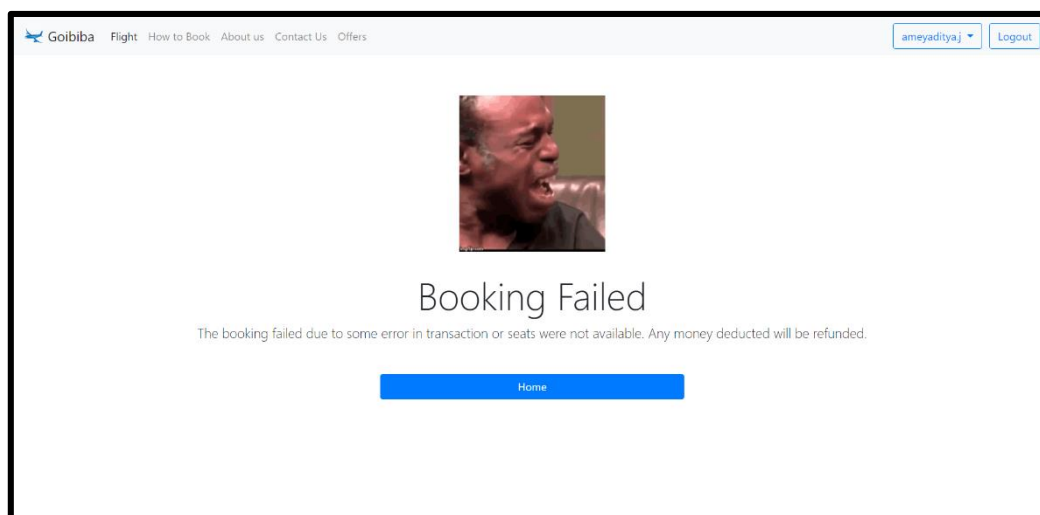 Goibiba Flight How to Book About us Contact Us Offers ameyaditya.j Logout
Booking Failed
The booking failed due to some error in transaction or seats were not available. Any money deducted will be refunded.
Home